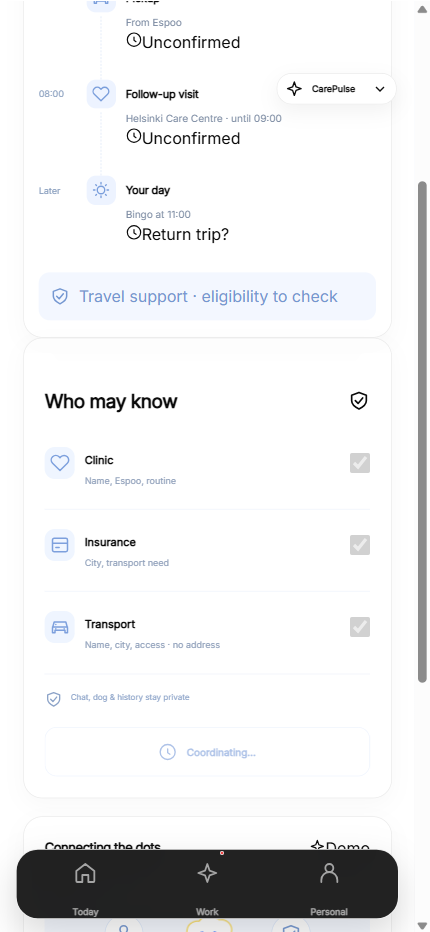 Pickup
From Espoo
Unconfirmed
08:00
Follow-up visit
CarePulse
Helsinki Care Centre · until 09:00
Unconfirmed
Later
Your day
Bingo at 11:00
Return trip?
Travel support · eligibility to check
Who may know
Clinic
Name, Espoo, routine
Insurance
City, transport need
Transport
Name, city, access · no address
Chat, dog & history stay private
Coordinating...
Connecting the dots
Demo
Today
Work
Personal